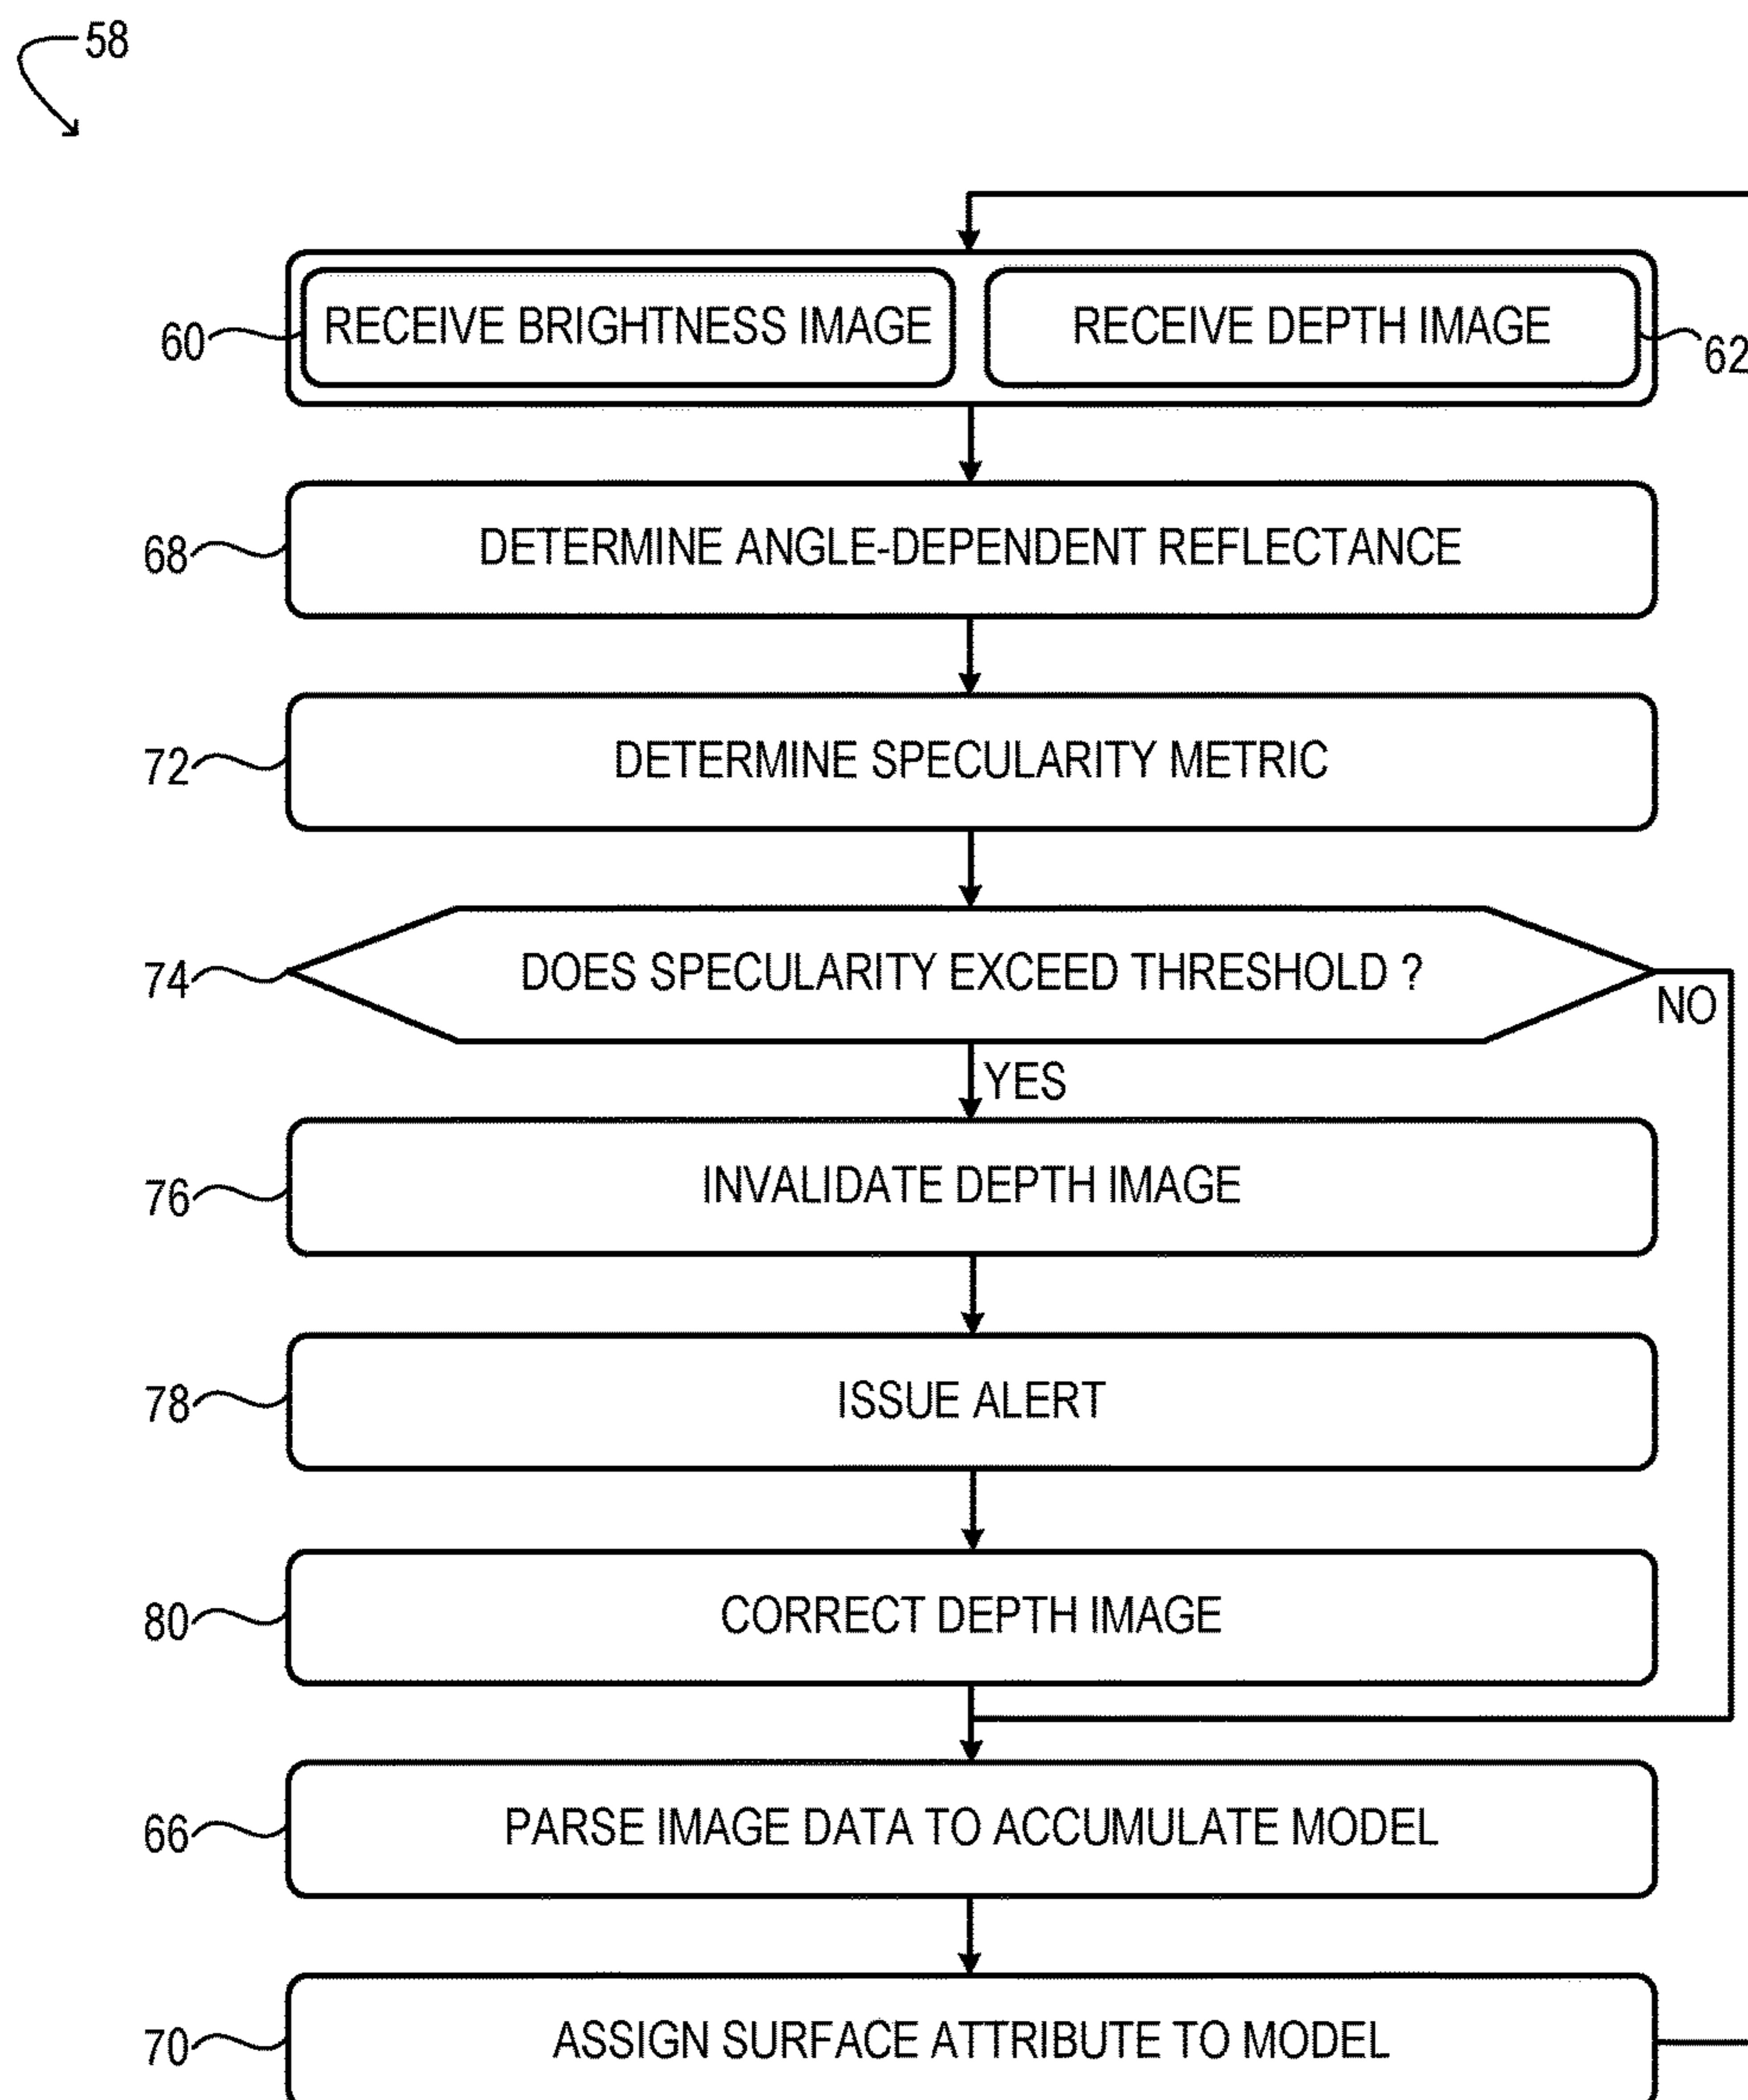 58
RECEIVE BRIGHTNESS IMAGE
RECEIVE DEPTH IMAGE
60
62
DETERMINE ANGLE-DEPENDENT REFLECTANCE
68
DETERMINE SPECULARITY METRIC
72
DOES SPECULARITY EXCEED THRESHOLD ?
74
NO
YES
INVALIDATE DEPTH IMAGE
76
ISSUE ALERT
78
CORRECT DEPTH IMAGE
80
PARSE IMAGE DATA TO ACCUMULATE MODEL
66
ASSIGN SURFACE ATTRIBUTE TO MODEL
70